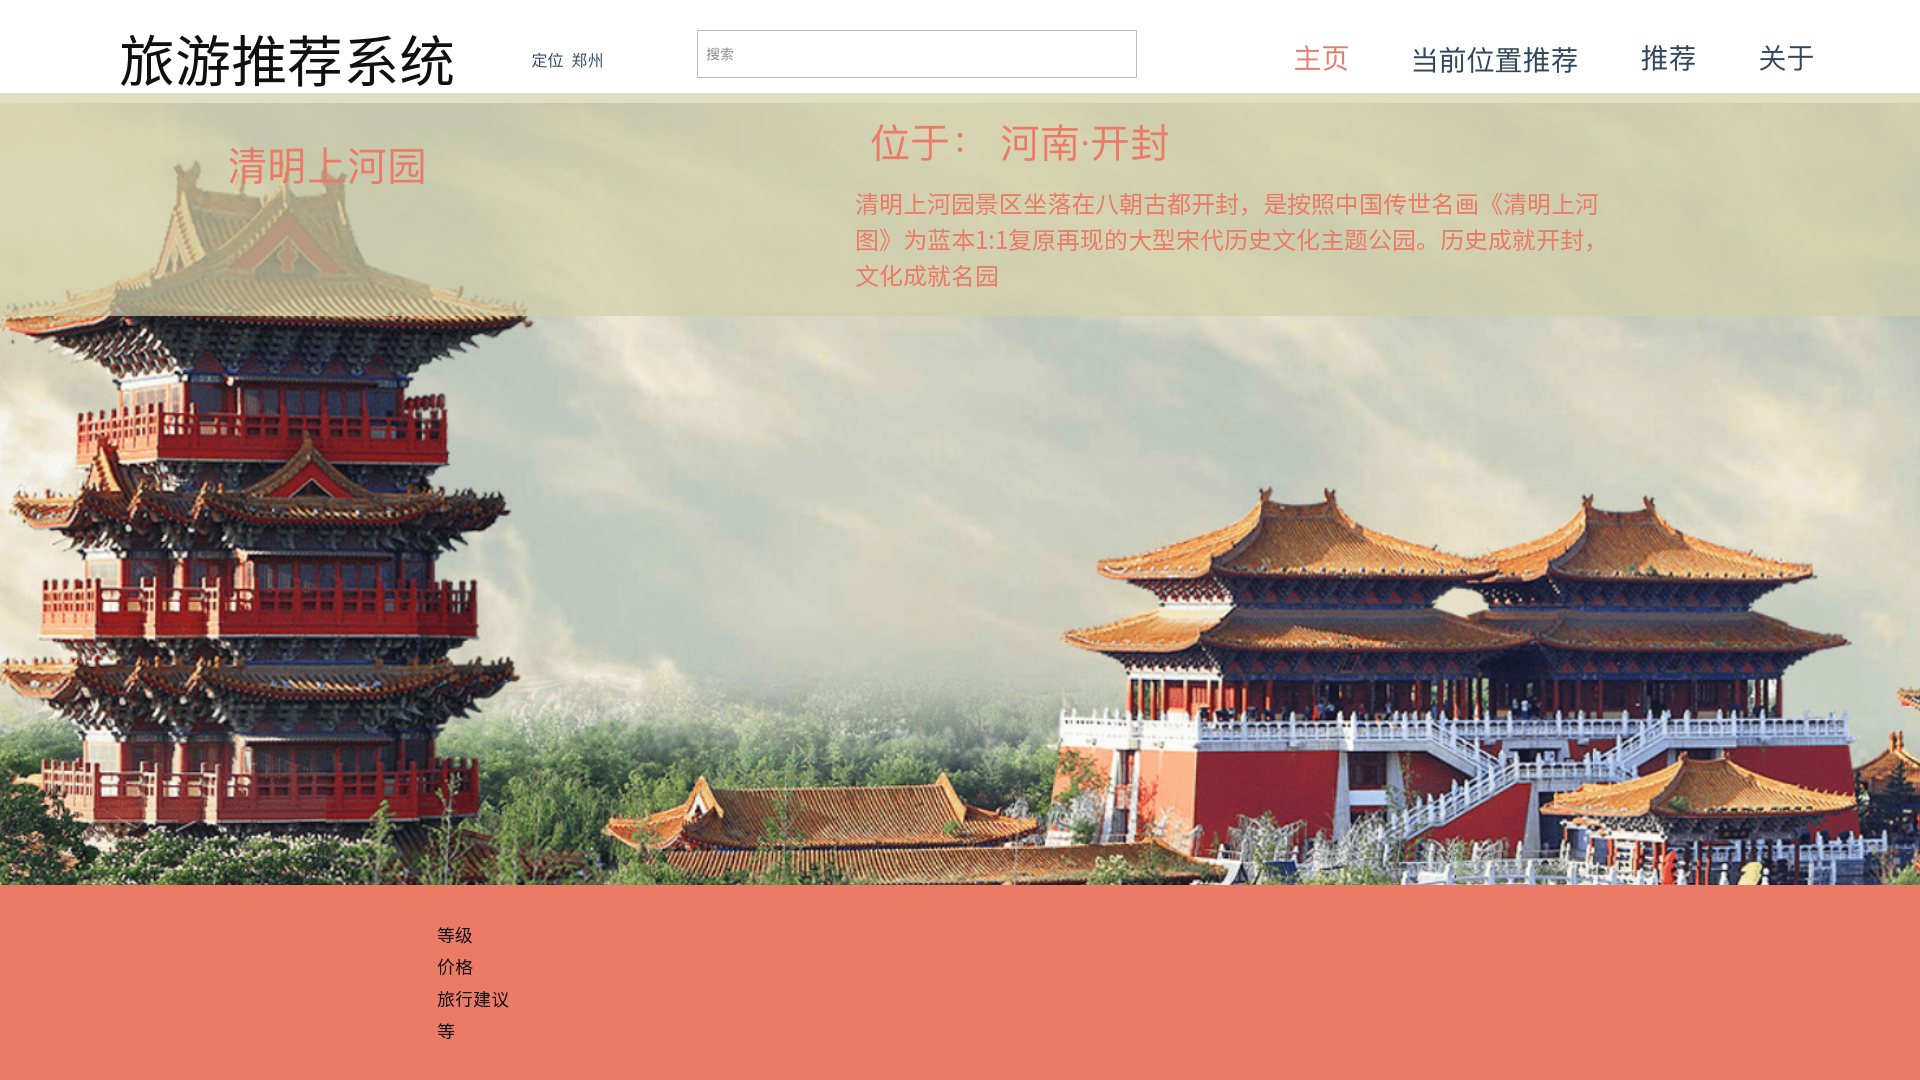 旅游推荐系统
定位 郑州
搜索
主页
当前位置推荐
推荐
关于
清明上河园
位于： 河南·开封
清明上河园景区坐落在八朝古都开封，是按照中国传世名画《清明上河
图》为蓝本1:1复原再现的大型宋代历史文化主题公园。历史成就开封，
文化成就名园
等级
价格
旅行建议
等